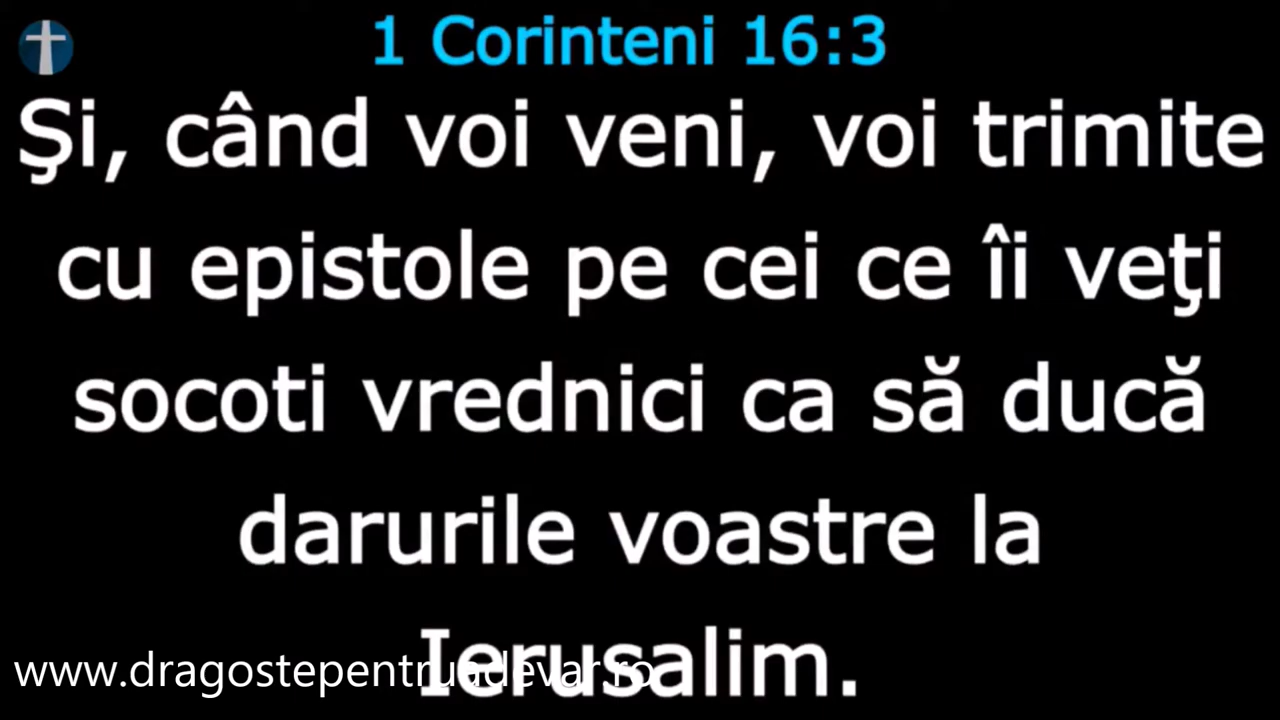 1 Corinteni 16:3
Şi, când voi veni, voi trimite
cu epistole pe cei ce îi veţi
socoti vrednici ca să ducă
darurile voastre la
Ierusalim.
www.dragostepentruadevar.ro